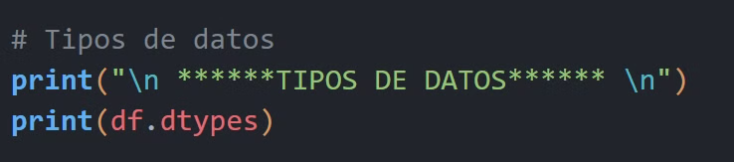 # Tipos de datos
print("\n ******TIPOS DE DATOS****** \n")
print(df.dtypes)